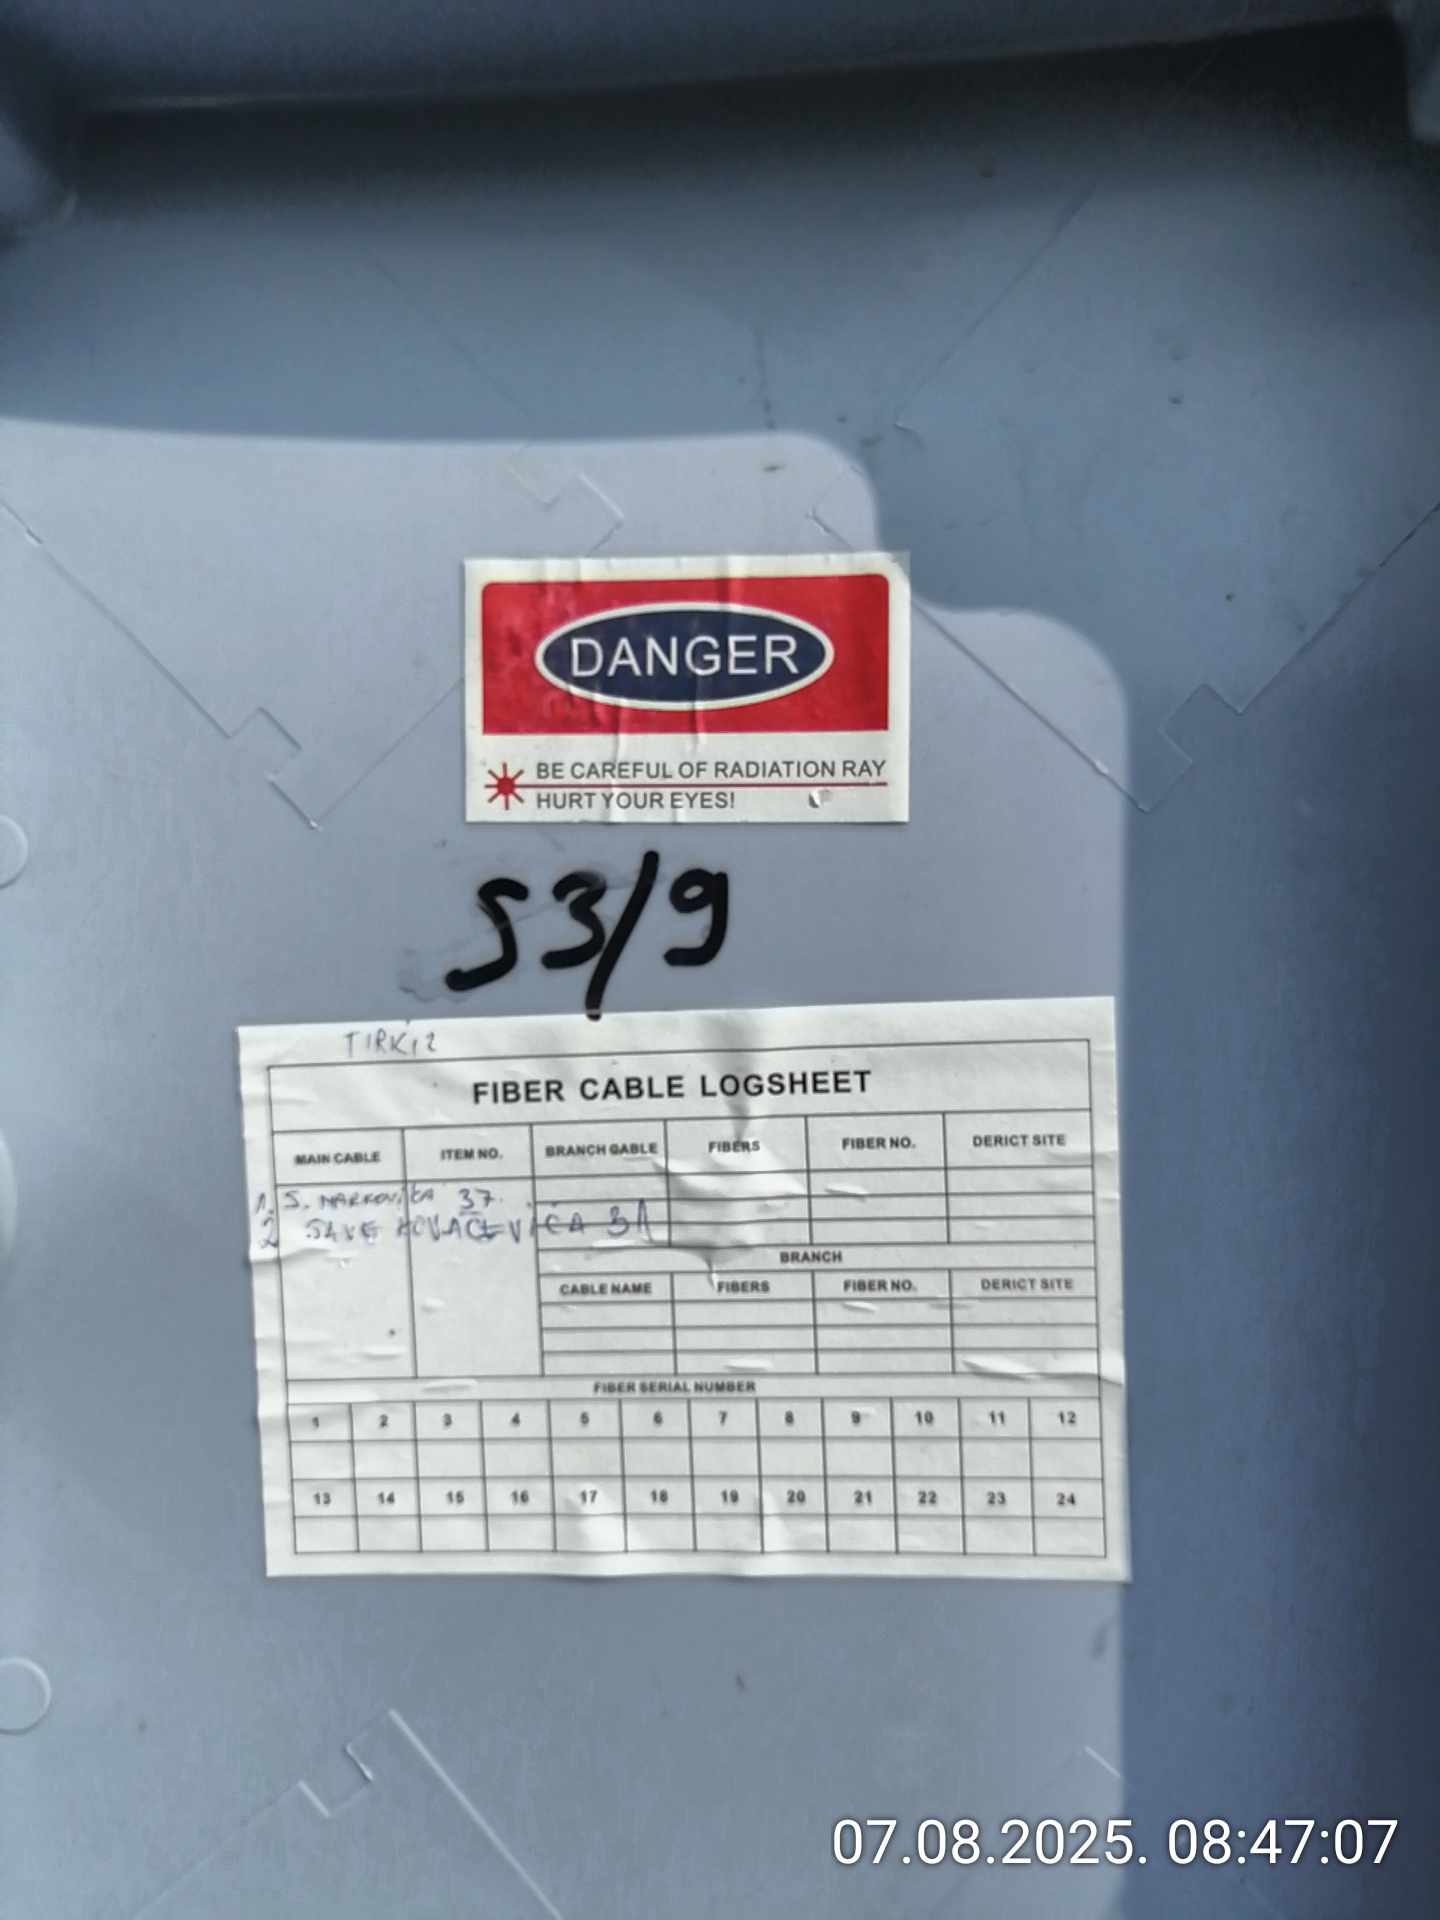 DANGER
BE CAREFUL OF RADIATION RAY
HURT YOUR EYES!
S3/9
TIRKIZ
FIBER CABLE LOGSHEET
MAIN CABLE ITEM NO. BRANCH GABLE FIBERS FIBER NO. DERICT SITE
1. S. MARKOVIĆA 37.
2 SAVE KOVAČEVIĆA 3A
BRANCH
CABLE NAME FIBERS FIBER NO. DERICT SITE
FIBER SERIAL NUMBER
1 2 3 4 5 6 7 8 9 10 11 12
13 14 15 16 17 18 19 20 21 22 23 24
07.08.2025. 08:47:07